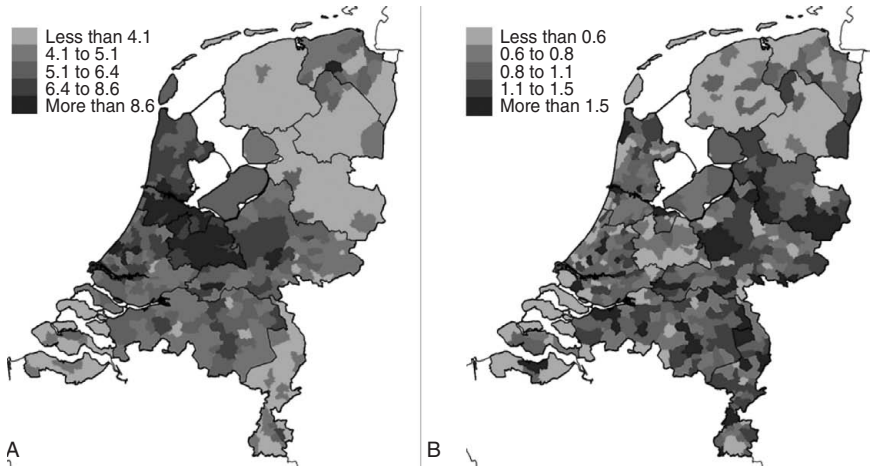 Less than 4.1
4.1 to 5.1
5.1 to 6.4
6.4 to 8.6
More than 8.6
A
Less than 0.6
0.6 to 0.8
0.8 to 1.1
1.1 to 1.5
More than 1.5
B